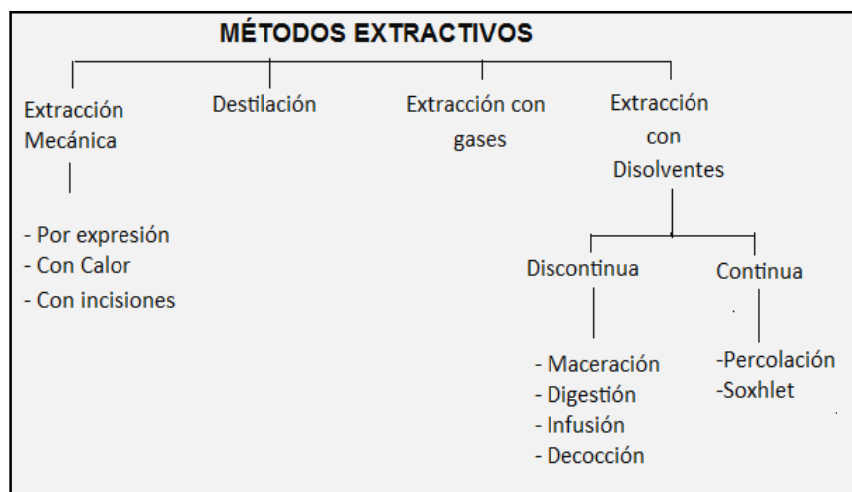 MÉTODOS EXTRACTIVOS
Extracción
Mecánica
- Por expresión
- Con Calor
- Con incisiones
Destilación
Extracción con
gases
Extracción
con
Disolventes
Discontinua
- Maceración
- Digestión
- Infusión
- Decocción
Continua
-Percolación
-Soxhlet